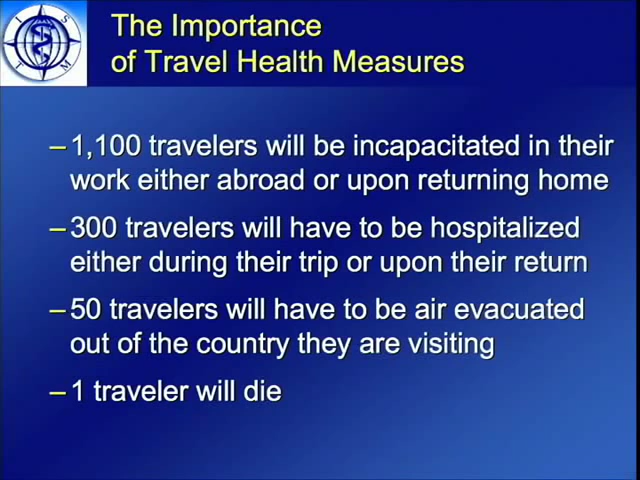 The Importance
of Travel Health Measures
I S
I M
– 1,100 travelers will be incapacitated in their
work either abroad or upon returning home
– 300 travelers will have to be hospitalized
either during their trip or upon their return
– 50 travelers will have to be air evacuated
out of the country they are visiting
– 1 traveler will die